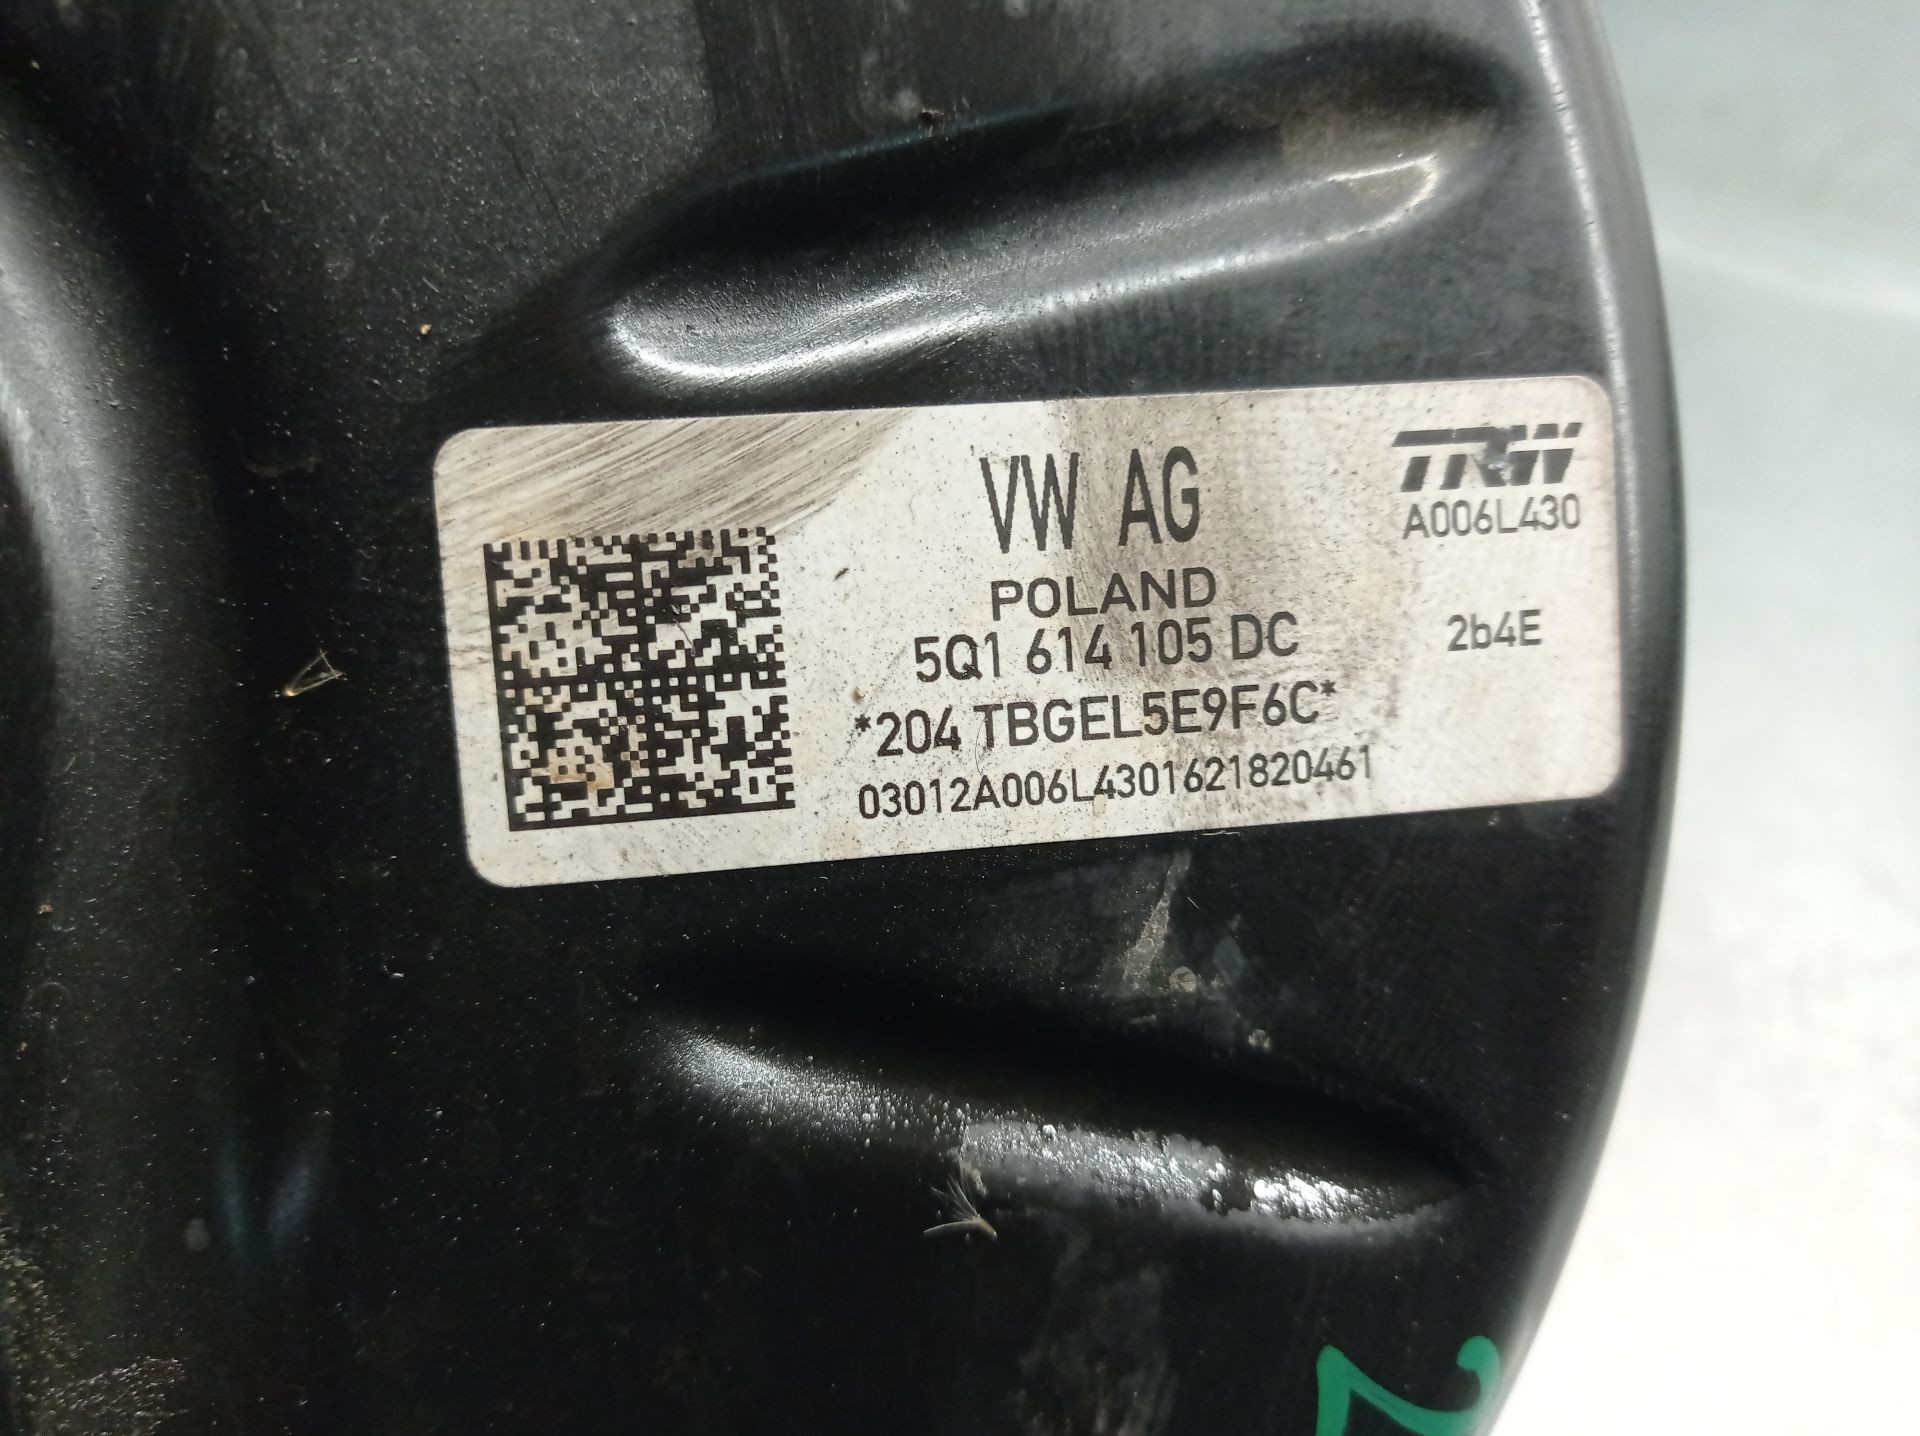 VW AG
TRW
A006L430
POLAND
5Q1 614 105 DC
2b4E
*204 TBGEL5E9F6C*
03012A006L4301621820461